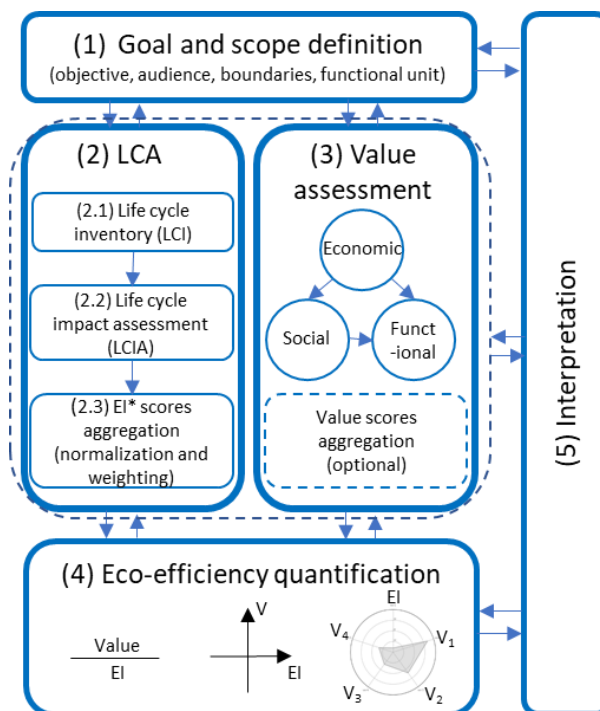 (1) Goal and scope definition
(objective, audience, boundaries, functional unit)
(2) LCA
(2.1) Life cycle
inventory (LCI)
(2.2) Life cycle
impact assessment
(LCIA)
(2.3) EI* scores
aggregation
(normalization and
weighting)
(3) Value
assessment
Economic
Social
Funct
-ional
Value scores
aggregation
(optional)
(4) Eco-efficiency quantification
Value
EI
V
EI
EI
V1
V2
V3
V4
(5) Interpretation